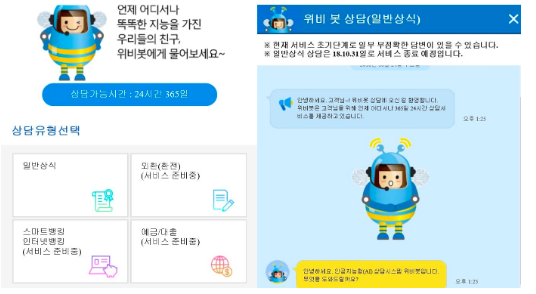 언제 어디서나
똑똑한 지능을 가진
우리들의 친구,
위비봇에게 물어보세요~
상담가능시간 : 24시간 365일
상담유형선택
일반상식
외환(환전)
(서비스 준비중)
스마트뱅킹
인터넷뱅킹
(서비스 준비중)
예금/대출
(서비스 준비중)
위비 봇 상담(일반상식)
※ 현재 서비스 초기단계로 일부 부정확한 답변이 있을 수 있습니다.
※ 일반상식 상담은 18.10.31일로 서비스 종료 예정입니다.
안녕하세요. 고객님~! 위비봇 상담에 오신 걸 환영합니다.
위비봇은 고객님을 위해 언제 어디서나 365일 24시간 상담서
비스를 제공하고 있습니다.
오후 1:25
안녕하세요, 인공지능형(AI) 상담시스템 위비봇입니다.
무엇을 도와드릴까요?
오후 1:25